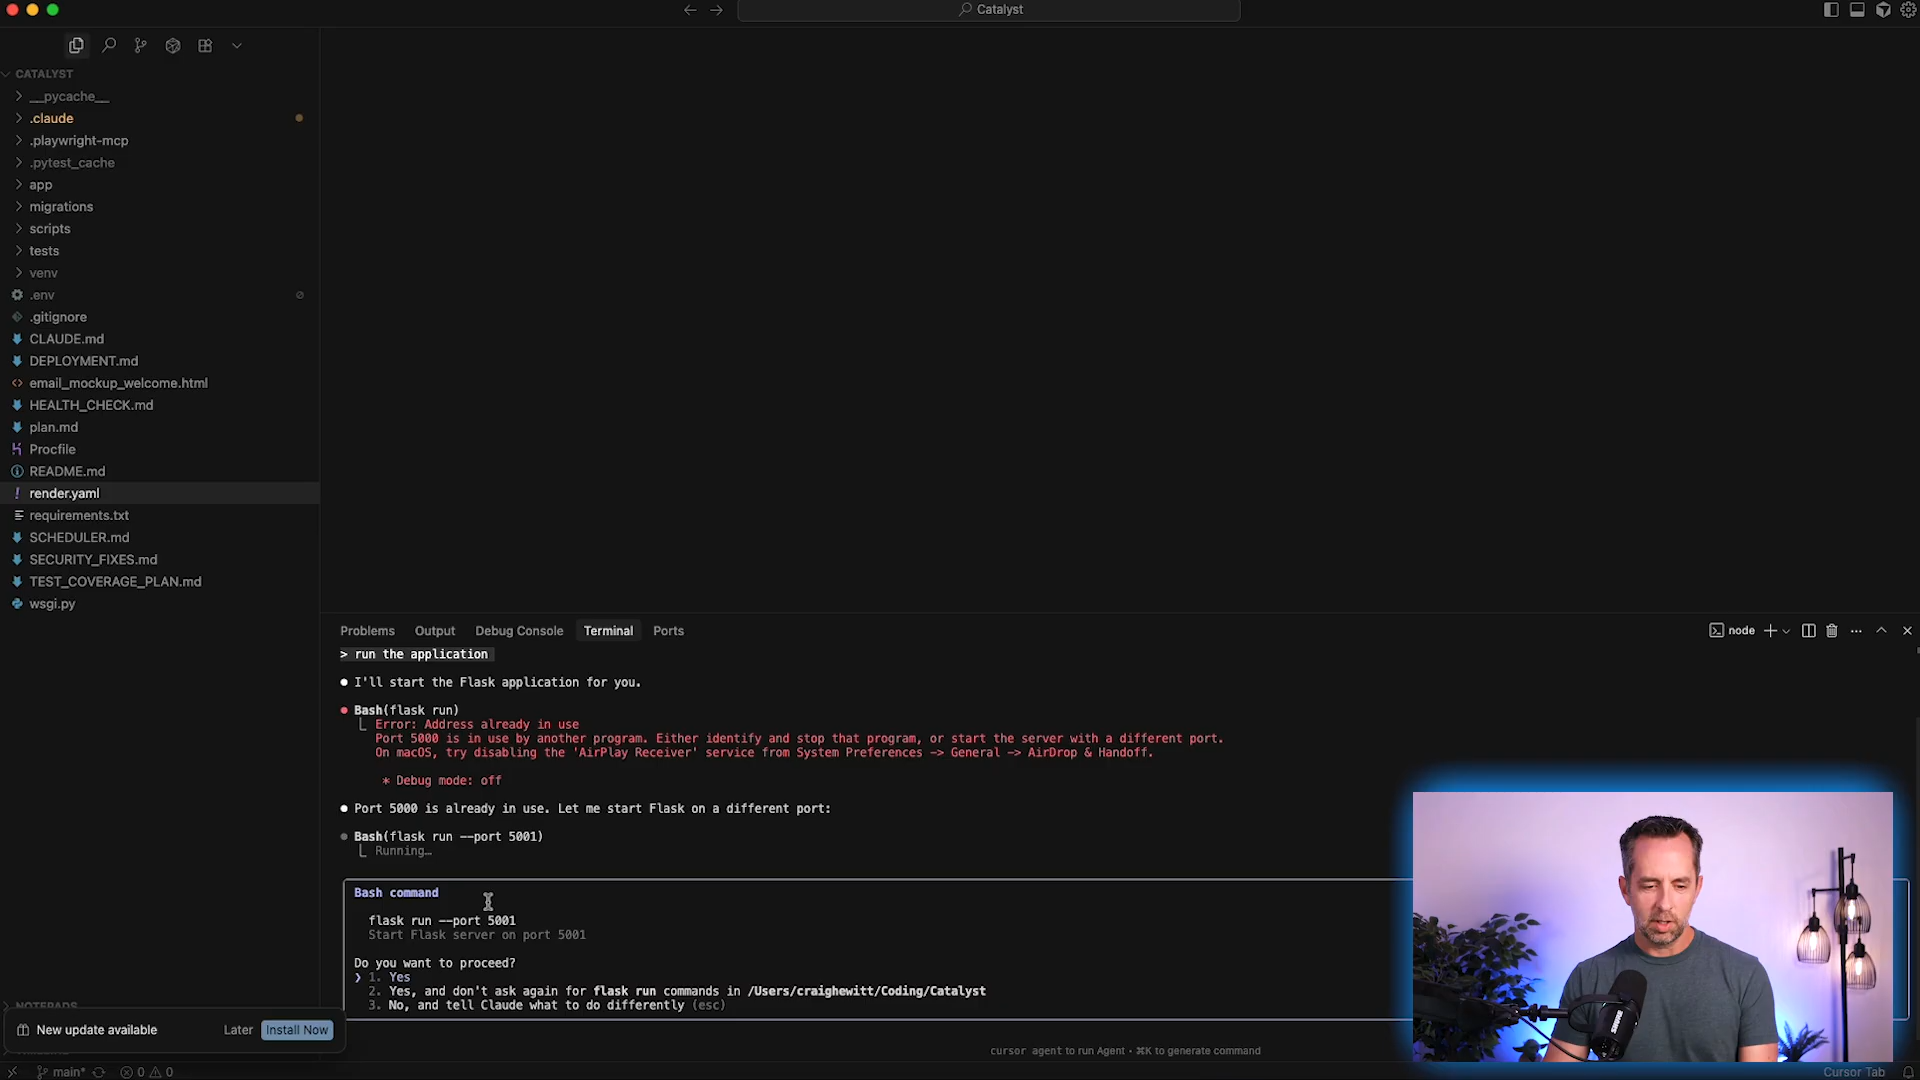 Catalyst
CATALYST
__pycache__
.claude
.playwright-mcp
.pytest_cache
app
migrations
scripts
tests
venv
.env
.gitignore
CLAUDE.md
DEPLOYMENT.md
email_mockup_welcome.html
HEALTH_CHECK.md
plan.md
Procfile
README.md
render.yaml
requirements.txt
SCHEDULER.md
SECURITY_FIXES.md
TEST_COVERAGE_PLAN.md
wsgi.py
NOTEPADS
New update available Later Install Now
main* 0 0
Problems Output Debug Console Terminal Ports
node
> run the application
I'll start the Flask application for you.
Bash(flask run)
Error: Address already in use
Port 5000 is in use by another program. Either identify and stop that program, or start the server with a different port.
On macOS, try disabling the 'AirPlay Receiver' service from System Preferences -> General -> AirDrop & Handoff.
* Debug mode: off
Port 5000 is already in use. Let me start Flask on a different port:
Bash(flask run --port 5001)
Running…
Bash command
flask run --port 5001
Start Flask server on port 5001
Do you want to proceed?
❯ 1. Yes
2. Yes, and don't ask again for flask run commands in /Users/craighewitt/Coding/Catalyst
3. No, and tell Claude what to do differently (esc)
cursor agent to run Agent • ⌘K to generate command
Cursor Tab